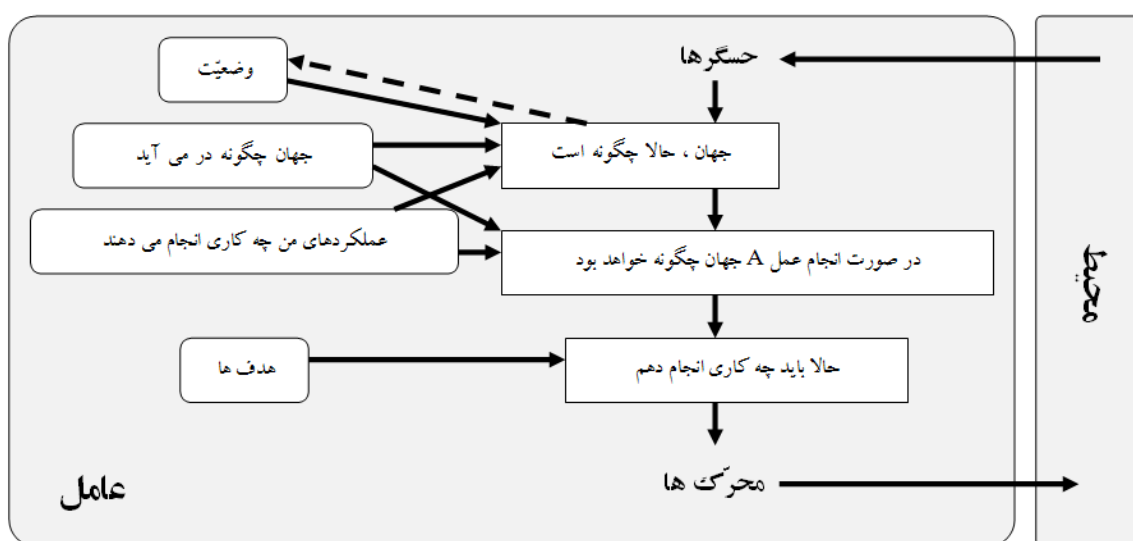 حسگرها
وضعیّت
جهان ، حالا چگونه است
جهان چگونه در می آید
عملکردهای من چه کاری انجام می دهند
در صورت انجام عمل A جهان چگونه خواهد بود
محیط
حالا باید چه کاری انجام دهم
هدف ها
محرّک ها
عامل